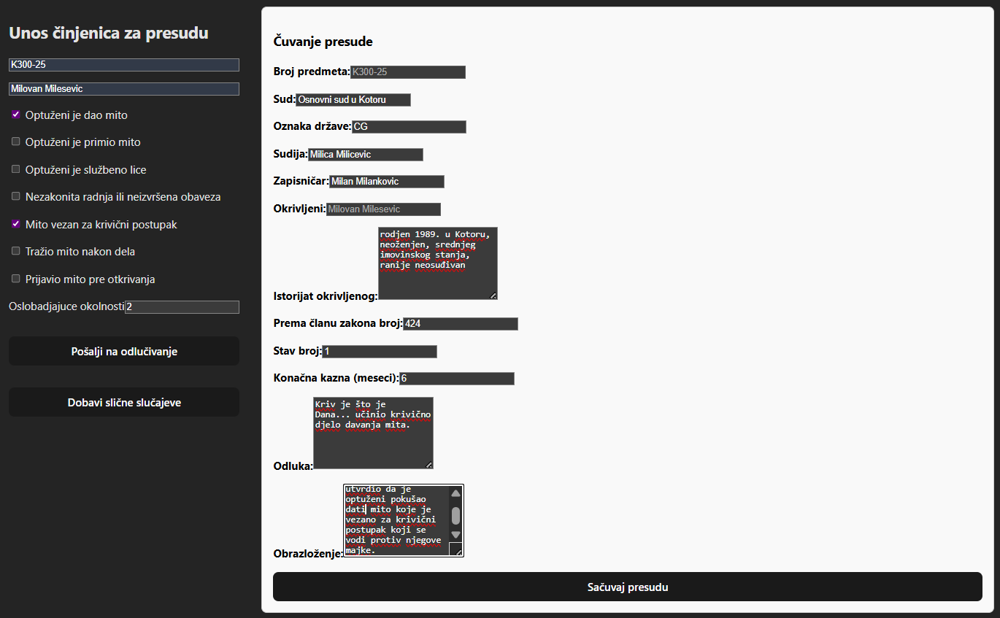 Unos činjenica za presudu
K300-25
Milovan Milesevic
Optuženi je dao mito
Optuženi je primio mito
Optuženi je službeno lice
Nezakonita radnja ili neizvršena obaveza
Mito vezan za krivični postupak
Tražio mito nakon dela
Prijavio mito pre otkrivanja
Oslobadjajuce okolnosti 2
Pošalji na odlučivanje
Dobavi slične slučajeve
Čuvanje presude
Broj predmeta: K300-25
Sud: Osnovni sud u Kotoru
Oznaka države: CG
Sudija: Milica Milicevic
Zapisničar: Milan Milankovic
Okrivljeni: Milovan Milesevic
rodjen 1989. u Kotoru,
neoženjen, srednjeg
imovinskog stanja,
ranije neosuđivan
Istorijat okrivljenog:
Prema članu zakona broj: 424
Stav broj: 1
Konačna kazna (meseci): 6
Kriv je što je
Dana... učinio krivično
djelo davanja mita.
Odluka:
utvrdio da je
optuženi pokušao
dati mito koje je
vezano za krivični
postupak koji se
vodi protiv njegove
majke.
Obrazloženje:
Sačuvaj presudu